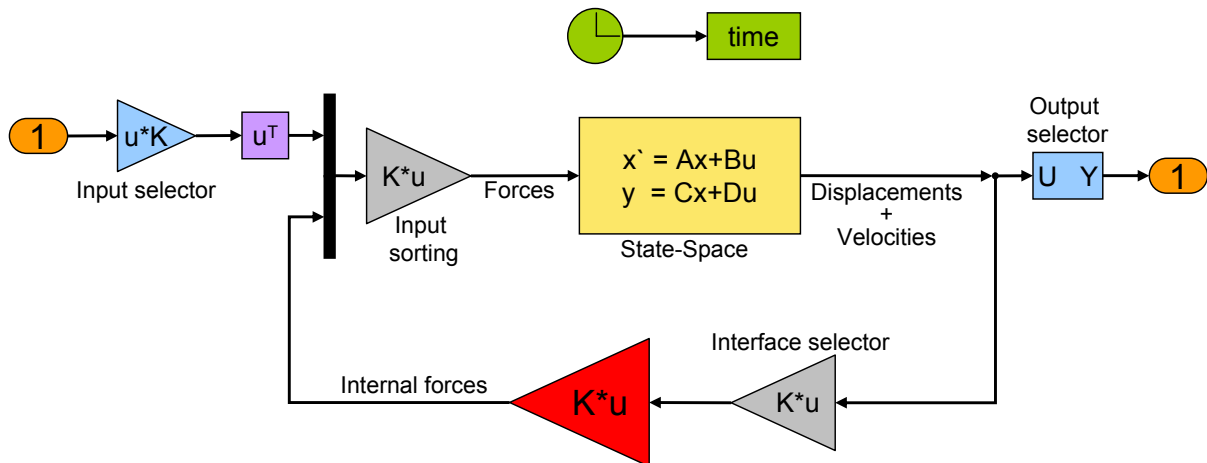 time
Output
selector
1
u*K
u^T
Input selector
K*u
Input
sorting
Forces
x` = Ax+Bu
y = Cx+Du
State-Space
Displacements
+
Velocities
U Y
1
Interface selector
K*u
K*u
Internal forces